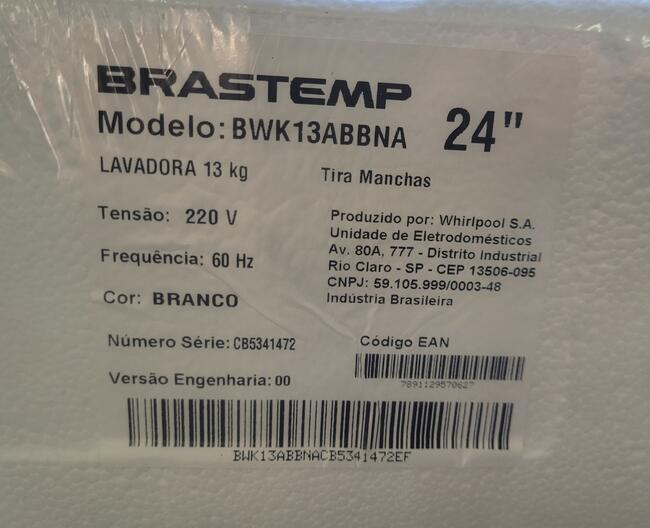 BRASTEMP
Modelo: BWK13ABBNA 24"
LAVADORA 13 kg
Tira Manchas
Tensão: 220 V
Frequência: 60 Hz
Cor: BRANCO
Produzido por: Whirlpool S.A.
Unidade de Eletrodomésticos
Av. 80A, 777 - Distrito Industrial
Rio Claro - SP - CEP 13506-095
CNPJ: 59.105.999/0003-48
Indústria Brasileira
Número Série: CB5341472
Versão Engenharia: 00
Código EAN
7891129570627
BWK13ABBNACB5341472EF